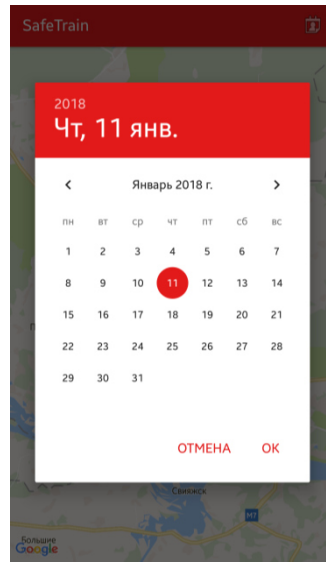 SafeTrain
2018
Чт, 11 янв.
Январь 2018 г.
пн вт ср чт пт сб вс
1 2 3 4 5 6 7
8 9 10 11 12 13 14
15 16 17 18 19 20 21
22 23 24 25 26 27 28
29 30 31
ОТМЕНА OK
Свияжск
М7
Большие
Google